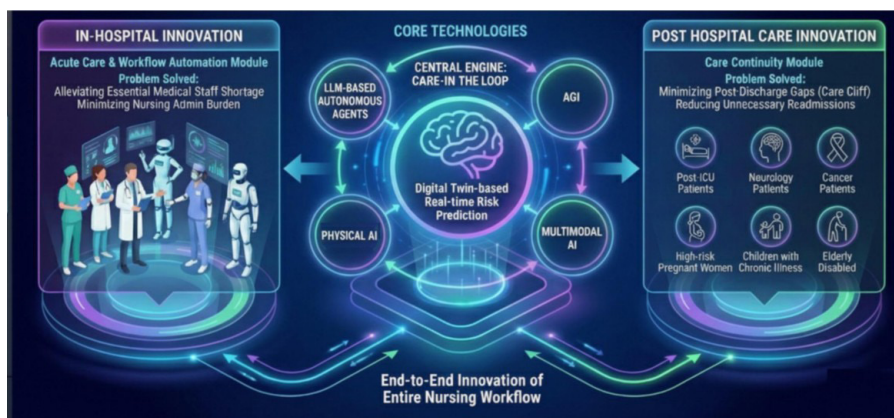 IN-HOSPITAL INNOVATION
Acute Care & Workflow Automation Module
Problem Solved:
Alleviating Essential Medical Staff Shortage
Minimizing Nursing Admin Burden
CORE TECHNOLOGIES
CENTRAL ENGINE:
CARE-IN THE LOOP
LLM-BASED
AUTONOMOUS
AGENTS
AGI
Digital Twin-based
Real-time Risk
Prediction
PHYSICAL AI
MULTIMODAL
AI
POST HOSPITAL CARE INNOVATION
Care Continuity Module
Problem Solved:
Minimizing Post-Discharge Gaps (Care Cliff)
Reducing Unnecessary Readmissions
Post-ICU
Patients
Neurology
Patients
Cancer
Patients
High-risk
Pregnant Women
Children with
Chronic Illness
Elderly
Disabled
End-to-End Innovation of
Entire Nursing Workflow